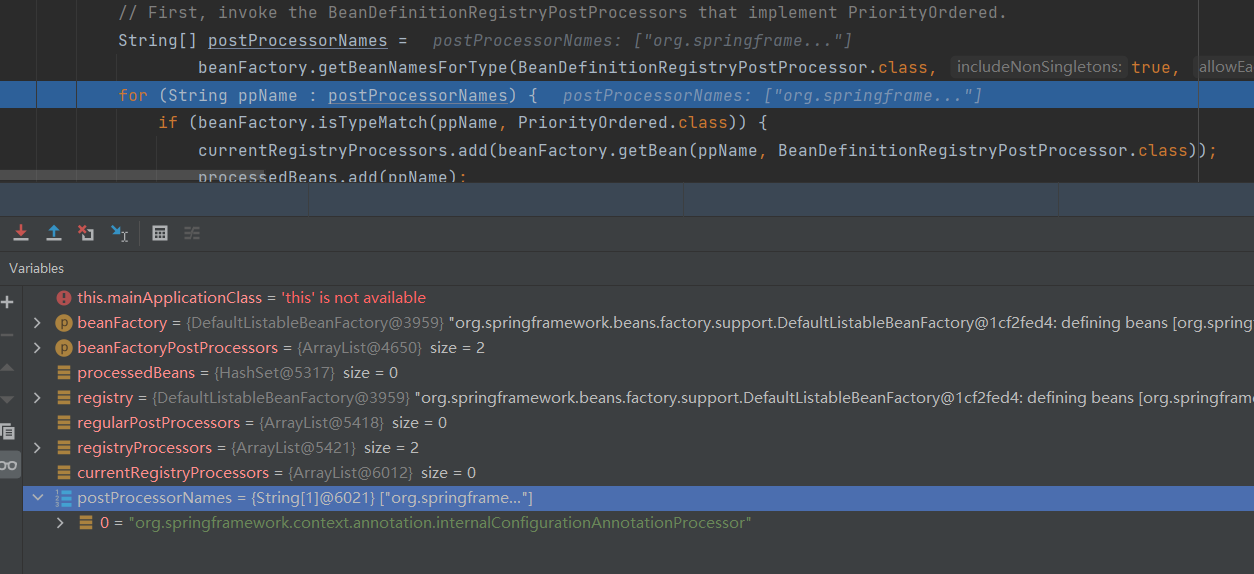 // First, invoke the BeanDefinitionRegistryPostProcessors that implement PriorityOrdered.
String[] postProcessorNames = postProcessorNames: ["org.springframe..."]
beanFactory.getBeanNamesForType(BeanDefinitionRegistryPostProcessor.class, includeNonSingletons: true, allowEa
for (String ppName : postProcessorNames) { postProcessorNames: ["org.springframe..."]
if (beanFactory.isTypeMatch(ppName, PriorityOrdered.class)) {
currentRegistryProcessors.add(beanFactory.getBean(ppName, BeanDefinitionRegistryPostProcessor.class));
processedBeans.add(ppName);
Variables
this.mainApplicationClass = 'this' is not available
beanFactory = {DefaultListableBeanFactory@3959} "org.springframework.beans.factory.support.DefaultListableBeanFactory@1cf2fed4: defining beans [org.spring
beanFactoryPostProcessors = {ArrayList@4650} size = 2
processedBeans = {HashSet@5317} size = 0
registry = {DefaultListableBeanFactory@3959} "org.springframework.beans.factory.support.DefaultListableBeanFactory@1cf2fed4: defining beans [org.springframe
regularPostProcessors = {ArrayList@5418} size = 0
registryProcessors = {ArrayList@5421} size = 2
currentRegistryProcessors = {ArrayList@6012} size = 0
postProcessorNames = {String[1]@6021} ["org.springframe..."]
0 = "org.springframework.context.annotation.internalConfigurationAnnotationProcessor"